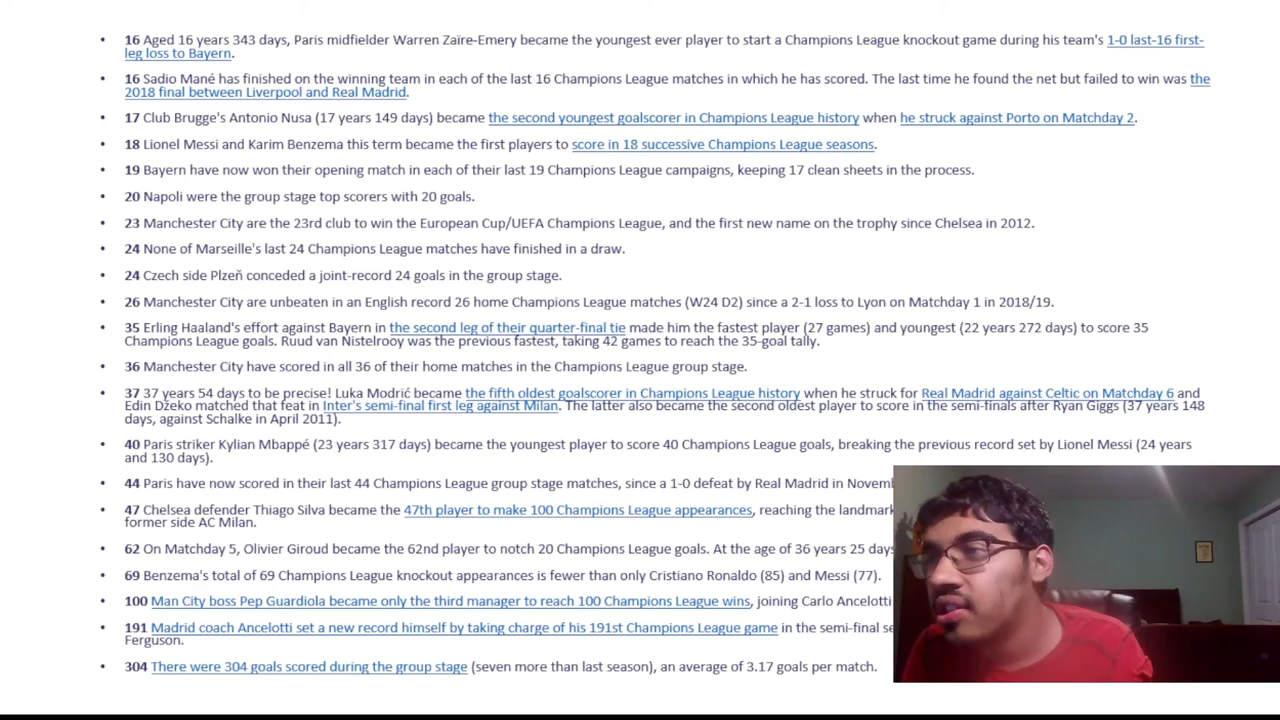 • 16 Aged 16 years 343 days, Paris midfielder Warren Zaïre-Emery became the youngest ever player to start a Champions League knockout game during his team's 1-0 last-16 first-
leg loss to Bayern.
• 16 Sadio Mané has finished on the winning team in each of the last 16 Champions League matches in which he has scored. The last time he found the net but failed to win was the
2018 final between Liverpool and Real Madrid.
• 17 Club Brugge's Antonio Nusa (17 years 149 days) became the second youngest goalscorer in Champions League history when he struck against Porto on Matchday 2.
• 18 Lionel Messi and Karim Benzema this term became the first players to score in 18 successive Champions League seasons.
• 19 Bayern have now won their opening match in each of their last 19 Champions League campaigns, keeping 17 clean sheets in the process.
• 20 Napoli were the group stage top scorers with 20 goals.
• 23 Manchester City are the 23rd club to win the European Cup/UEFA Champions League, and the first new name on the trophy since Chelsea in 2012.
• 24 None of Marseille's last 24 Champions League matches have finished in a draw.
• 24 Czech side Plzeň conceded a joint-record 24 goals in the group stage.
• 26 Manchester City are unbeaten in an English record 26 home Champions League matches (W24 D2) since a 2-1 loss to Lyon on Matchday 1 in 2018/19.
• 35 Erling Haaland's effort against Bayern in the second leg of their quarter-final tie made him the fastest player (27 games) and youngest (22 years 272 days) to score 35
Champions League goals. Ruud van Nistelrooy was the previous fastest, taking 42 games to reach the 35-goal tally.
• 36 Manchester City have scored in all 36 of their home matches in the Champions League group stage.
• 37 37 years 54 days to be precise! Luka Modrić became the fifth oldest goalscorer in Champions League history when he struck for Real Madrid against Celtic on Matchday 6 and
Edin Džeko matched that feat in Inter's semi-final first leg against Milan. The latter also became the second oldest player to score in the semi-finals after Ryan Giggs (37 years 148
days, against Schalke in April 2011).
• 40 Paris striker Kylian Mbappé (23 years 317 days) became the youngest player to score 40 Champions League goals, breaking the previous record set by Lionel Messi (24 years
and 130 days).
• 44 Paris have now scored in their last 44 Champions League group stage matches, since a 1-0 defeat by Real Madrid in Novemb
• 47 Chelsea defender Thiago Silva became the 47th player to make 100 Champions League appearances, reaching the landmark
former side AC Milan.
• 62 On Matchday 5, Olivier Giroud became the 62nd player to notch 20 Champions League goals. At the age of 36 years 25 days
• 69 Benzema's total of 69 Champions League knockout appearances is fewer than only Cristiano Ronaldo (85) and Messi (77).
• 100 Man City boss Pep Guardiola became only the third manager to reach 100 Champions League wins, joining Carlo Ancelotti
• 191 Madrid coach Ancelotti set a new record himself by taking charge of his 191st Champions League game in the semi-final se
Ferguson.
• 304 There were 304 goals scored during the group stage (seven more than last season), an average of 3.17 goals per match.